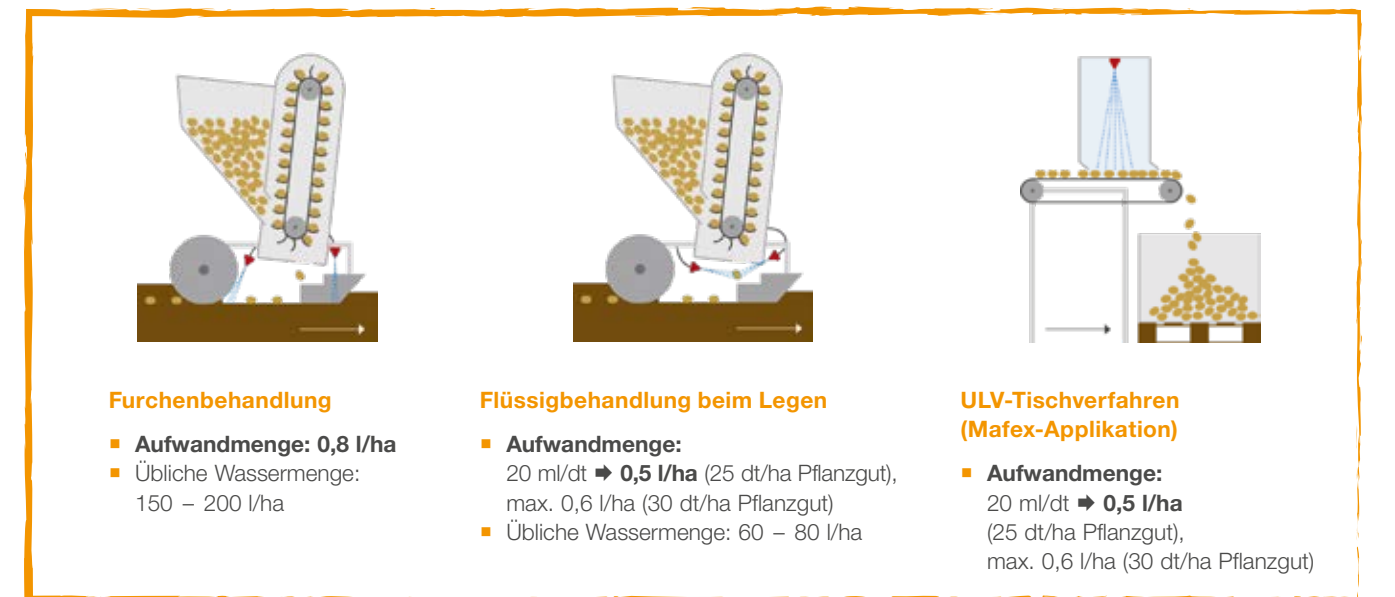 Furchenbehandlung
▪ Aufwandmenge: 0,8 l/ha
▪ Übliche Wassermenge:
150 – 200 l/ha
Flüssigbehandlung beim Legen
▪ Aufwandmenge:
20 ml/dt ➡ 0,5 l/ha (25 dt/ha Pflanzgut),
max. 0,6 l/ha (30 dt/ha Pflanzgut)
▪ Übliche Wassermenge: 60 – 80 l/ha
ULV-Tischverfahren
(Mafex-Applikation)
▪ Aufwandmenge:
20 ml/dt ➡ 0,5 l/ha
(25 dt/ha Pflanzgut),
max. 0,6 l/ha (30 dt/ha Pflanzgut)